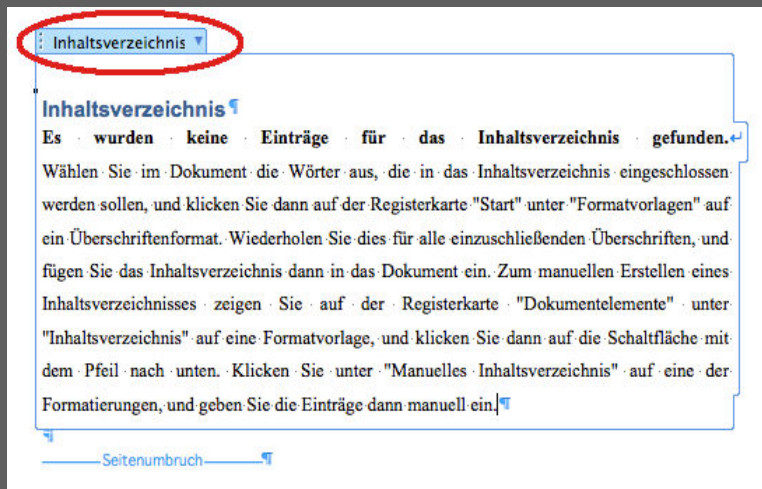 Inhaltsverzeichnis
Inhaltsverzeichnis¶
Es wurden keine Einträge für das Inhaltsverzeichnis gefunden.↵
Wählen Sie im Dokument die Wörter aus, die in das Inhaltsverzeichnis eingeschlossen
werden sollen, und klicken Sie dann auf der Registerkarte "Start" unter "Formatvorlagen" auf
ein Überschriftenformat. Wiederholen Sie dies für alle einzuschließenden Überschriften, und
fügen Sie das Inhaltsverzeichnis dann in das Dokument ein. Zum manuellen Erstellen eines
Inhaltsverzeichnisses zeigen Sie auf der Registerkarte "Dokumentelemente" unter
"Inhaltsverzeichnis" auf eine Formatvorlage, und klicken Sie dann auf die Schaltfläche mit
dem Pfeil nach unten. Klicken Sie unter "Manuelles Inhaltsverzeichnis" auf eine der
Formatierungen, und geben Sie die Einträge dann manuell ein.¶
¶
Seitenumbruch¶